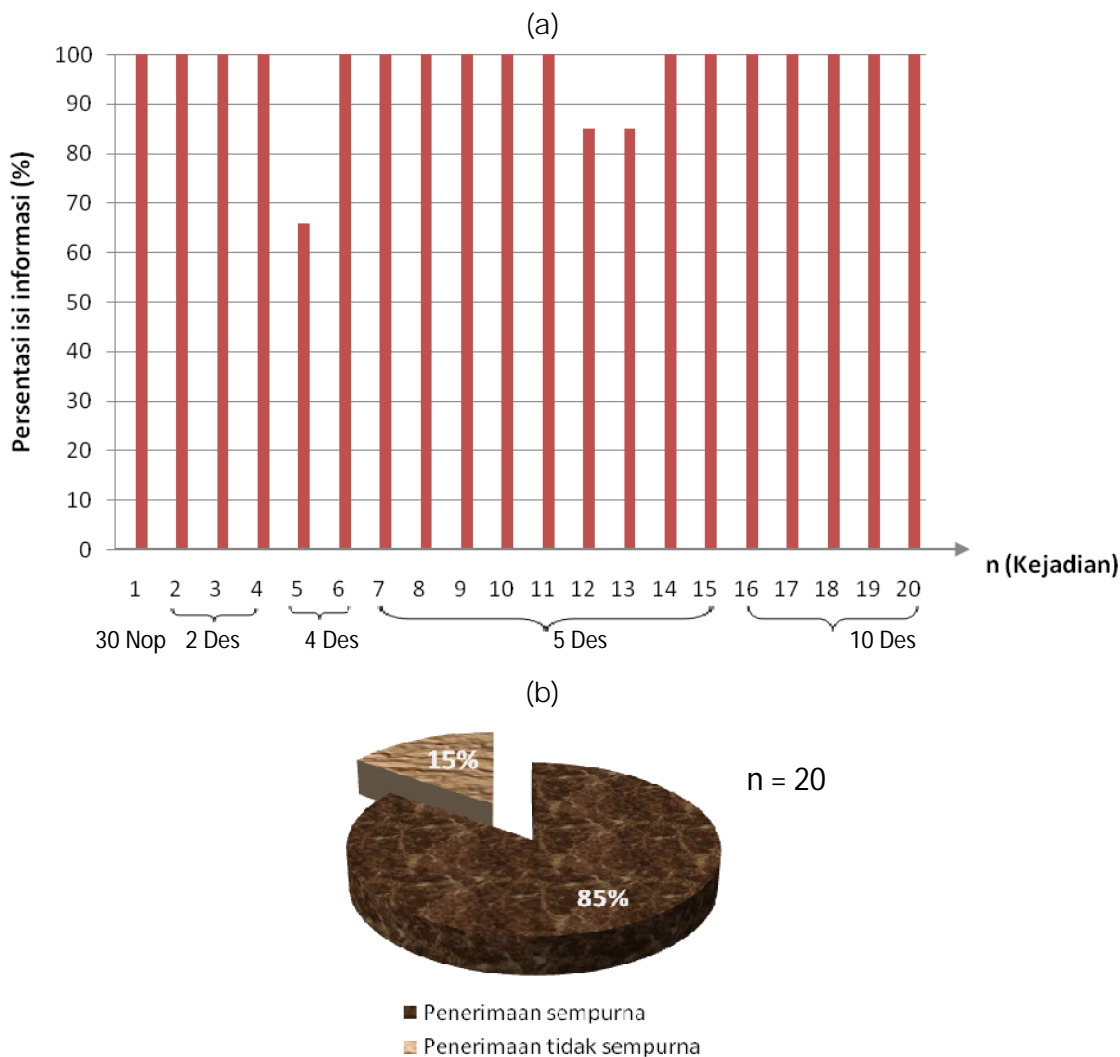 (a)
100
90
80
70
60
50
40
30
20
10
0
Persentasi isi informasi (%)
n (Kejadian)
1 2 3 4 5 6 7 8 9 10 11 12 13 14 15 16 17 18 19 20
30 Nop 2 Des 4 Des 5 Des 10 Des
(b)
15%
n = 20
85%
Penerimaan sempurna
Penerimaan tidak sempurna